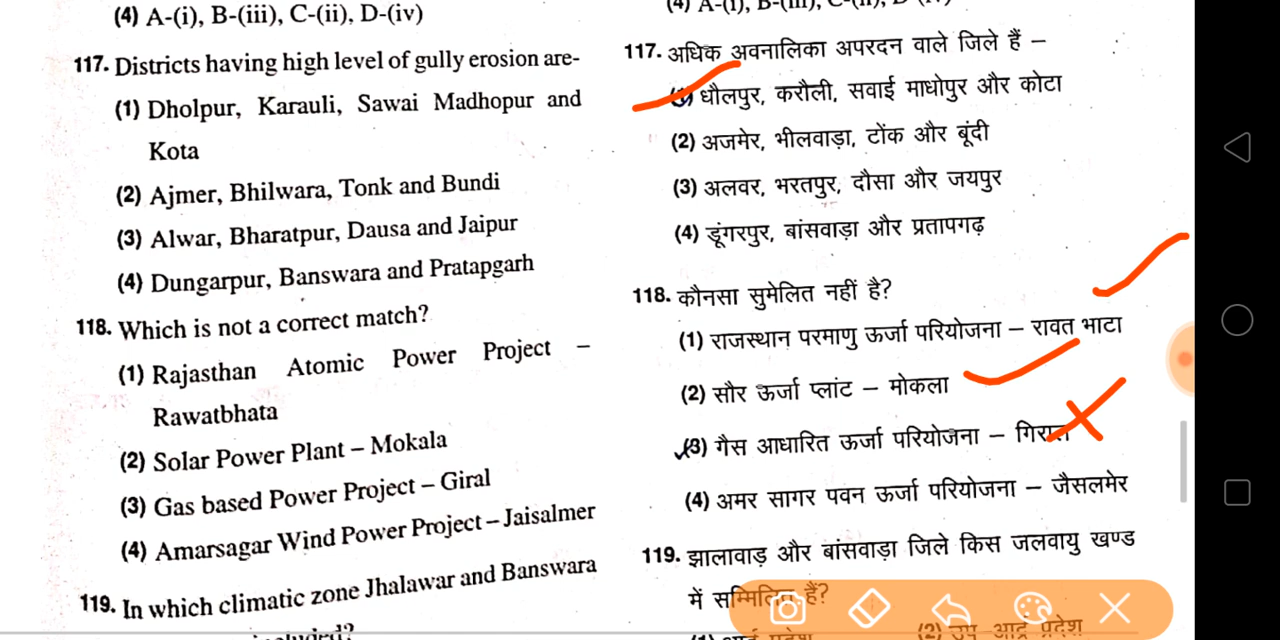 (4) A-(i), B-(iii), C-(ii), D-(iv)
117. Districts having high level of gully erosion are-
(1) Dholpur, Karauli, Sawai Madhopur and
Kota
(2) Ajmer, Bhilwara, Tonk and Bundi
(3) Alwar, Bharatpur, Dausa and Jaipur
(4) Dungarpur, Banswara and Pratapgarh
118. Which is not a correct match?
(1) Rajasthan Atomic Power Project –
Rawatbhata
(2) Solar Power Plant – Mokala
(3) Gas based Power Project – Giral
(4) Amarsagar Wind Power Project – Jaisalmer
119. In which climatic zone Jhalawar and Banswara
117. अधिक अवनालिका अपरदन वाले जिले हैं –
(1) धौलपुर, करौली, सवाई माधोपुर और कोटा
(2) अजमेर, भीलवाड़ा, टोंक और बूंदी
(3) अलवर, भरतपुर, दौसा और जयपुर
(4) डूंगरपुर, बांसवाड़ा और प्रतापगढ़
118. कौनसा सुमेलित नहीं है?
(1) राजस्थान परमाणु ऊर्जा परियोजना – रावत भाटा
(2) सौर ऊर्जा प्लांट – मोकला
(3) गैस आधारित ऊर्जा परियोजना – गिराल
(4) अमर सागर पवन ऊर्जा परियोजना – जैसलमेर
119. झालावाड़ और बांसवाड़ा जिले किस जलवायु खण्ड
में सम्मिलित हैं?